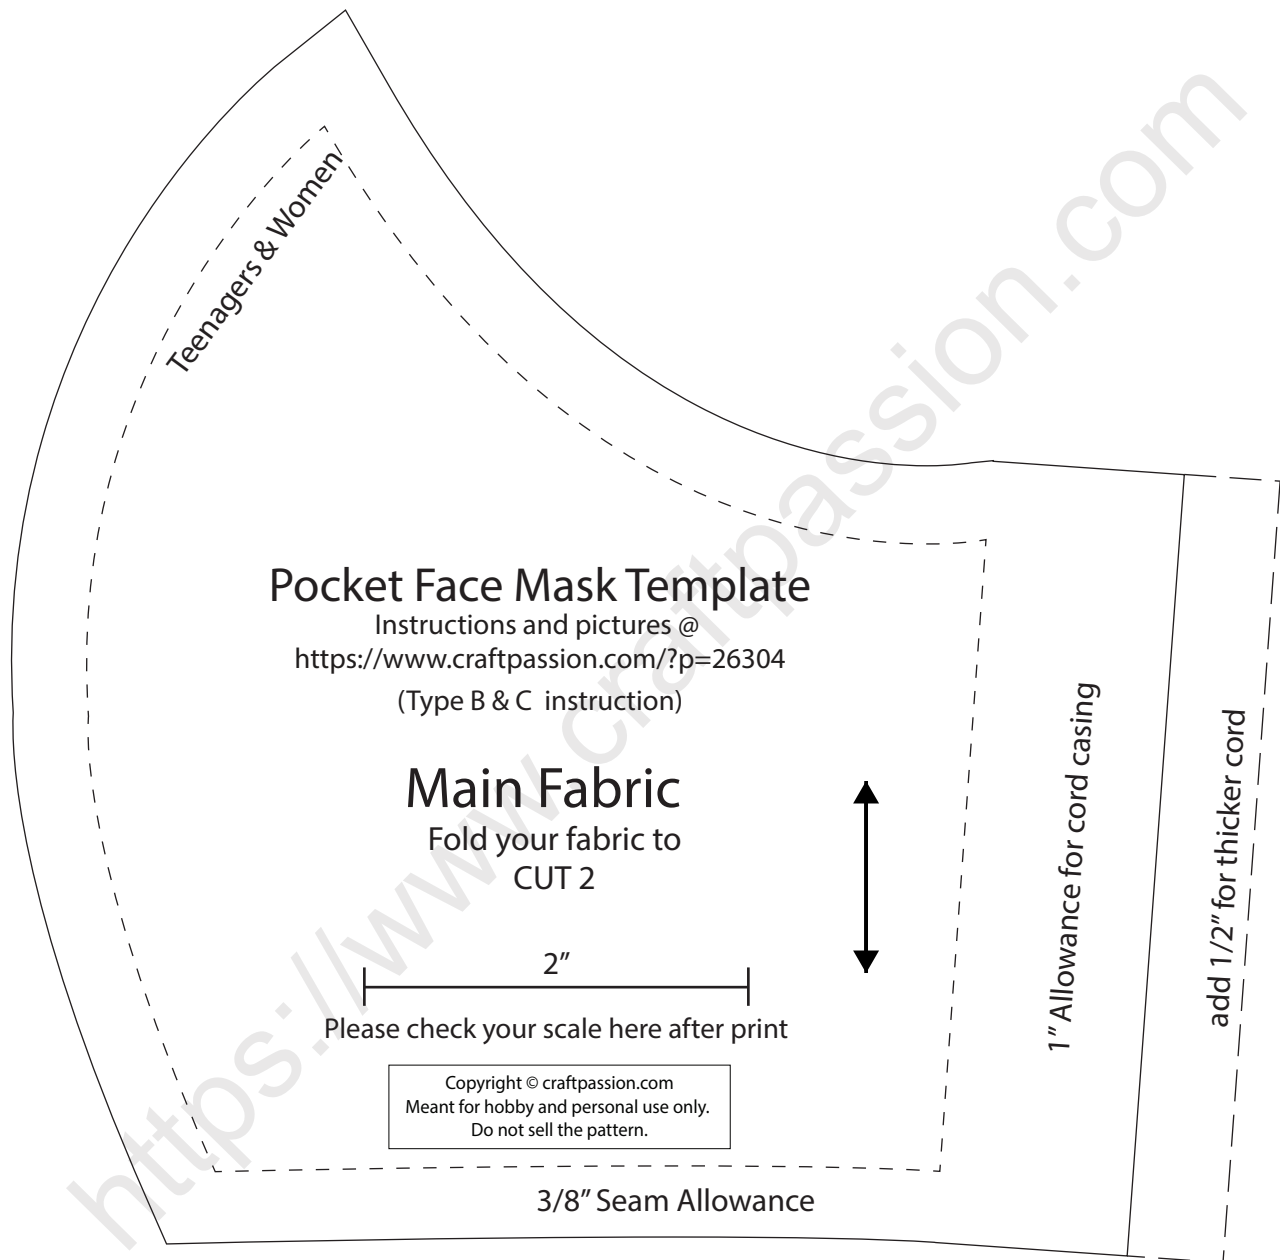 Teenagers & Women
Pocket Face Mask Template
Instructions and pictures @
https://www.craftpassion.com/?p=26304
(Type B & C instruction)
Main Fabric
Fold your fabric to
CUT 2
2”
Please check your scale here after print
Copyright © craftpassion.com
Meant for hobby and personal use only.
Do not sell the pattern.
3/8” Seam Allowance
1” Allowance for cord casing
add 1/2” for thicker cord
https://www.craftpassion.com